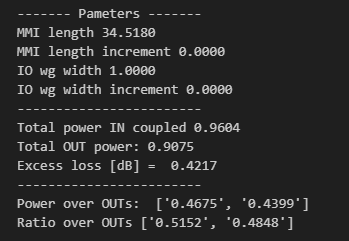 ------- Pameters -------
MMI length 34.5180
MMI length increment 0.0000
IO wg width 1.0000
IO wg width increment 0.0000
------------------------
Total power IN coupled 0.9604
Total OUT power: 0.9075
Excess loss [dB] =  0.4217
------------------------
Power over OUTs:  ['0.4675', '0.4399']
Ratio over OUTs ['0.5152', '0.4848']